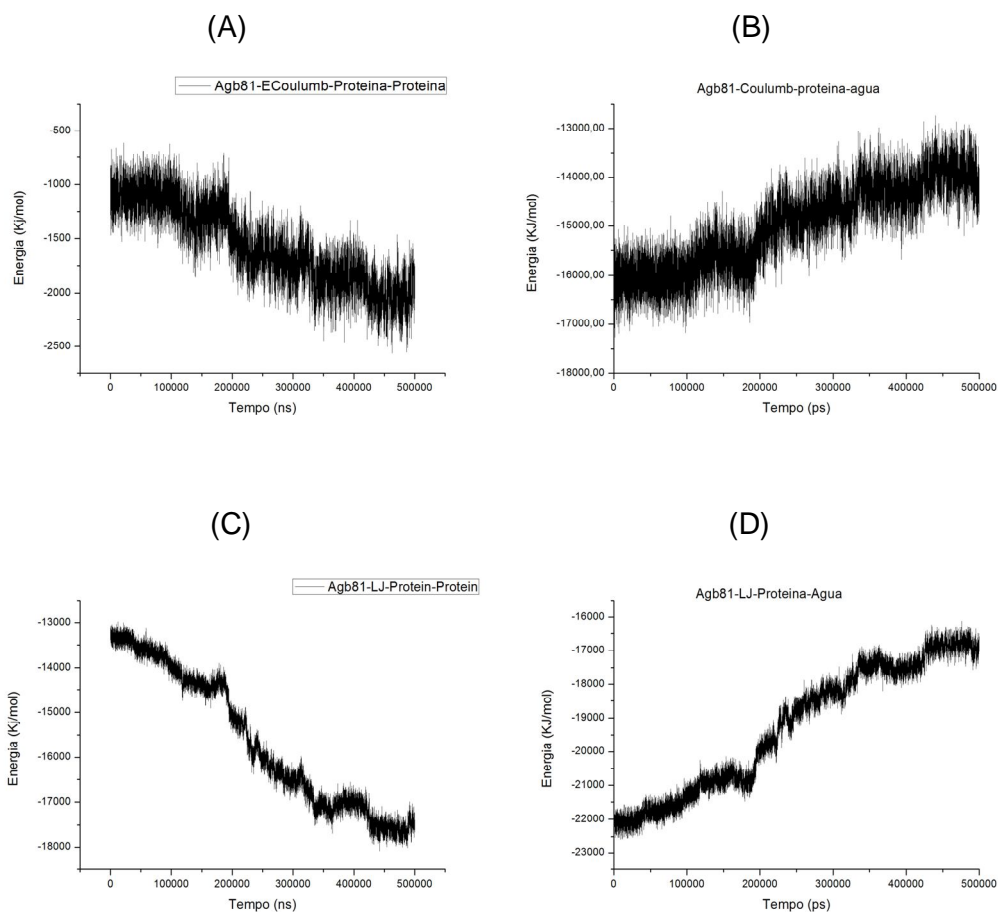 (A)
Agb81-ECoulumb-Proteina-Proteina
Energia (Kj/mol)
-500
-1000
-1500
-2000
-2500
0 100000 200000 300000 400000 500000
Tempo (ns)
(B)
Agb81-Coulumb-proteina-agua
Energia (KJ/mol)
-13000,00
-14000,00
-15000,00
-16000,00
-17000,00
-18000,00
0 100000 200000 300000 400000 500000
Tempo (ps)
(C)
Agb81-LJ-Protein-Protein
Energia (Kj/mol)
-13000
-14000
-15000
-16000
-17000
-18000
0 100000 200000 300000 400000 500000
Tempo (ns)
(D)
Agb81-LJ-Proteina-Agua
Energia (KJ/mol)
-16000
-17000
-18000
-19000
-20000
-21000
-22000
-23000
0 100000 200000 300000 400000 500000
Tempo (ps)